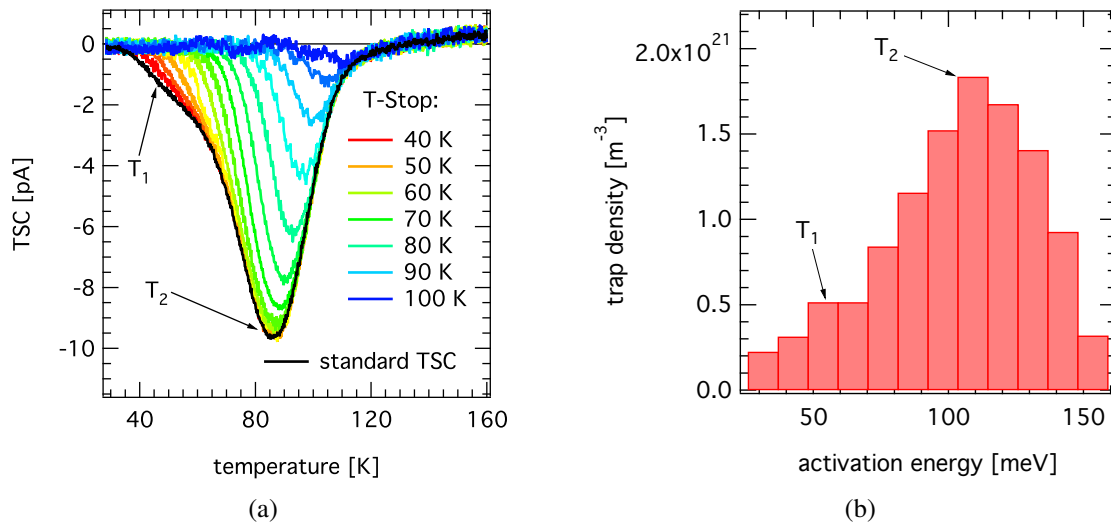 0
-2
-4
-6
-8
-10
TSC [pA]
T1
T2
T-Stop:
40 K
50 K
60 K
70 K
80 K
90 K
100 K
standard TSC
40
80
120
160
temperature [K]
(a)
2.0x10^21
1.5
1.0
0.5
0.0
trap density [m^-3]
T1
T2
50
100
150
activation energy [meV]
(b)